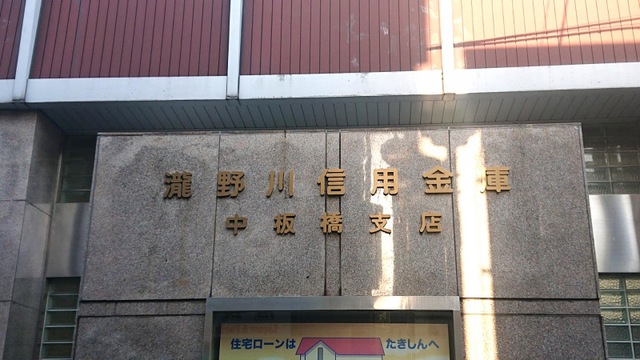 瀧野川信用金庫
中板橋支店
住宅ローンは たきしんへ